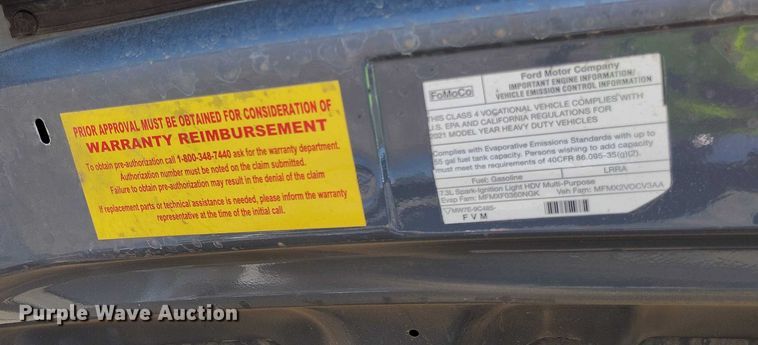 PRIOR APPROVAL MUST BE OBTAINED FOR CONSIDERATION OF
WARRANTY REIMBURSEMENT
To obtain pre-authorization call 1-800-348-7440 ask for the warranty department.
Authorization number must be noted on the claim submitted.
Failure to obtain pre-authorization may result in the denial of the claim
If replacement parts or technical assistance is needed, please inform the warranty
representative at the time of the initial call.
FoMoCo
Ford Motor Company
IMPORTANT ENGINE INFORMATION/
VEHICLE EMISSION CONTROL INFORMATION
THIS CLASS 4 VOCATIONAL VEHICLE COMPLIES WITH
U.S. EPA AND CALIFORNIA REGULATIONS FOR
2021 MODEL YEAR HEAVY DUTY VEHICLES
Complies with Evaporative Emissions Standards with up to
55 gal fuel tank capacity. Persons wishing to add capacity
must meet the requirements of 40CFR 86.095-35(g)(2).
Fuel: Gasoline LRRA
7.3L Spark-Ignition Light HDV Multi-Purpose
Evap Fam: MFMXF0360NGK Veh Fam: MFMX2VOCV3AA
MW7E-9C485-
F V M
Purple Wave Auction